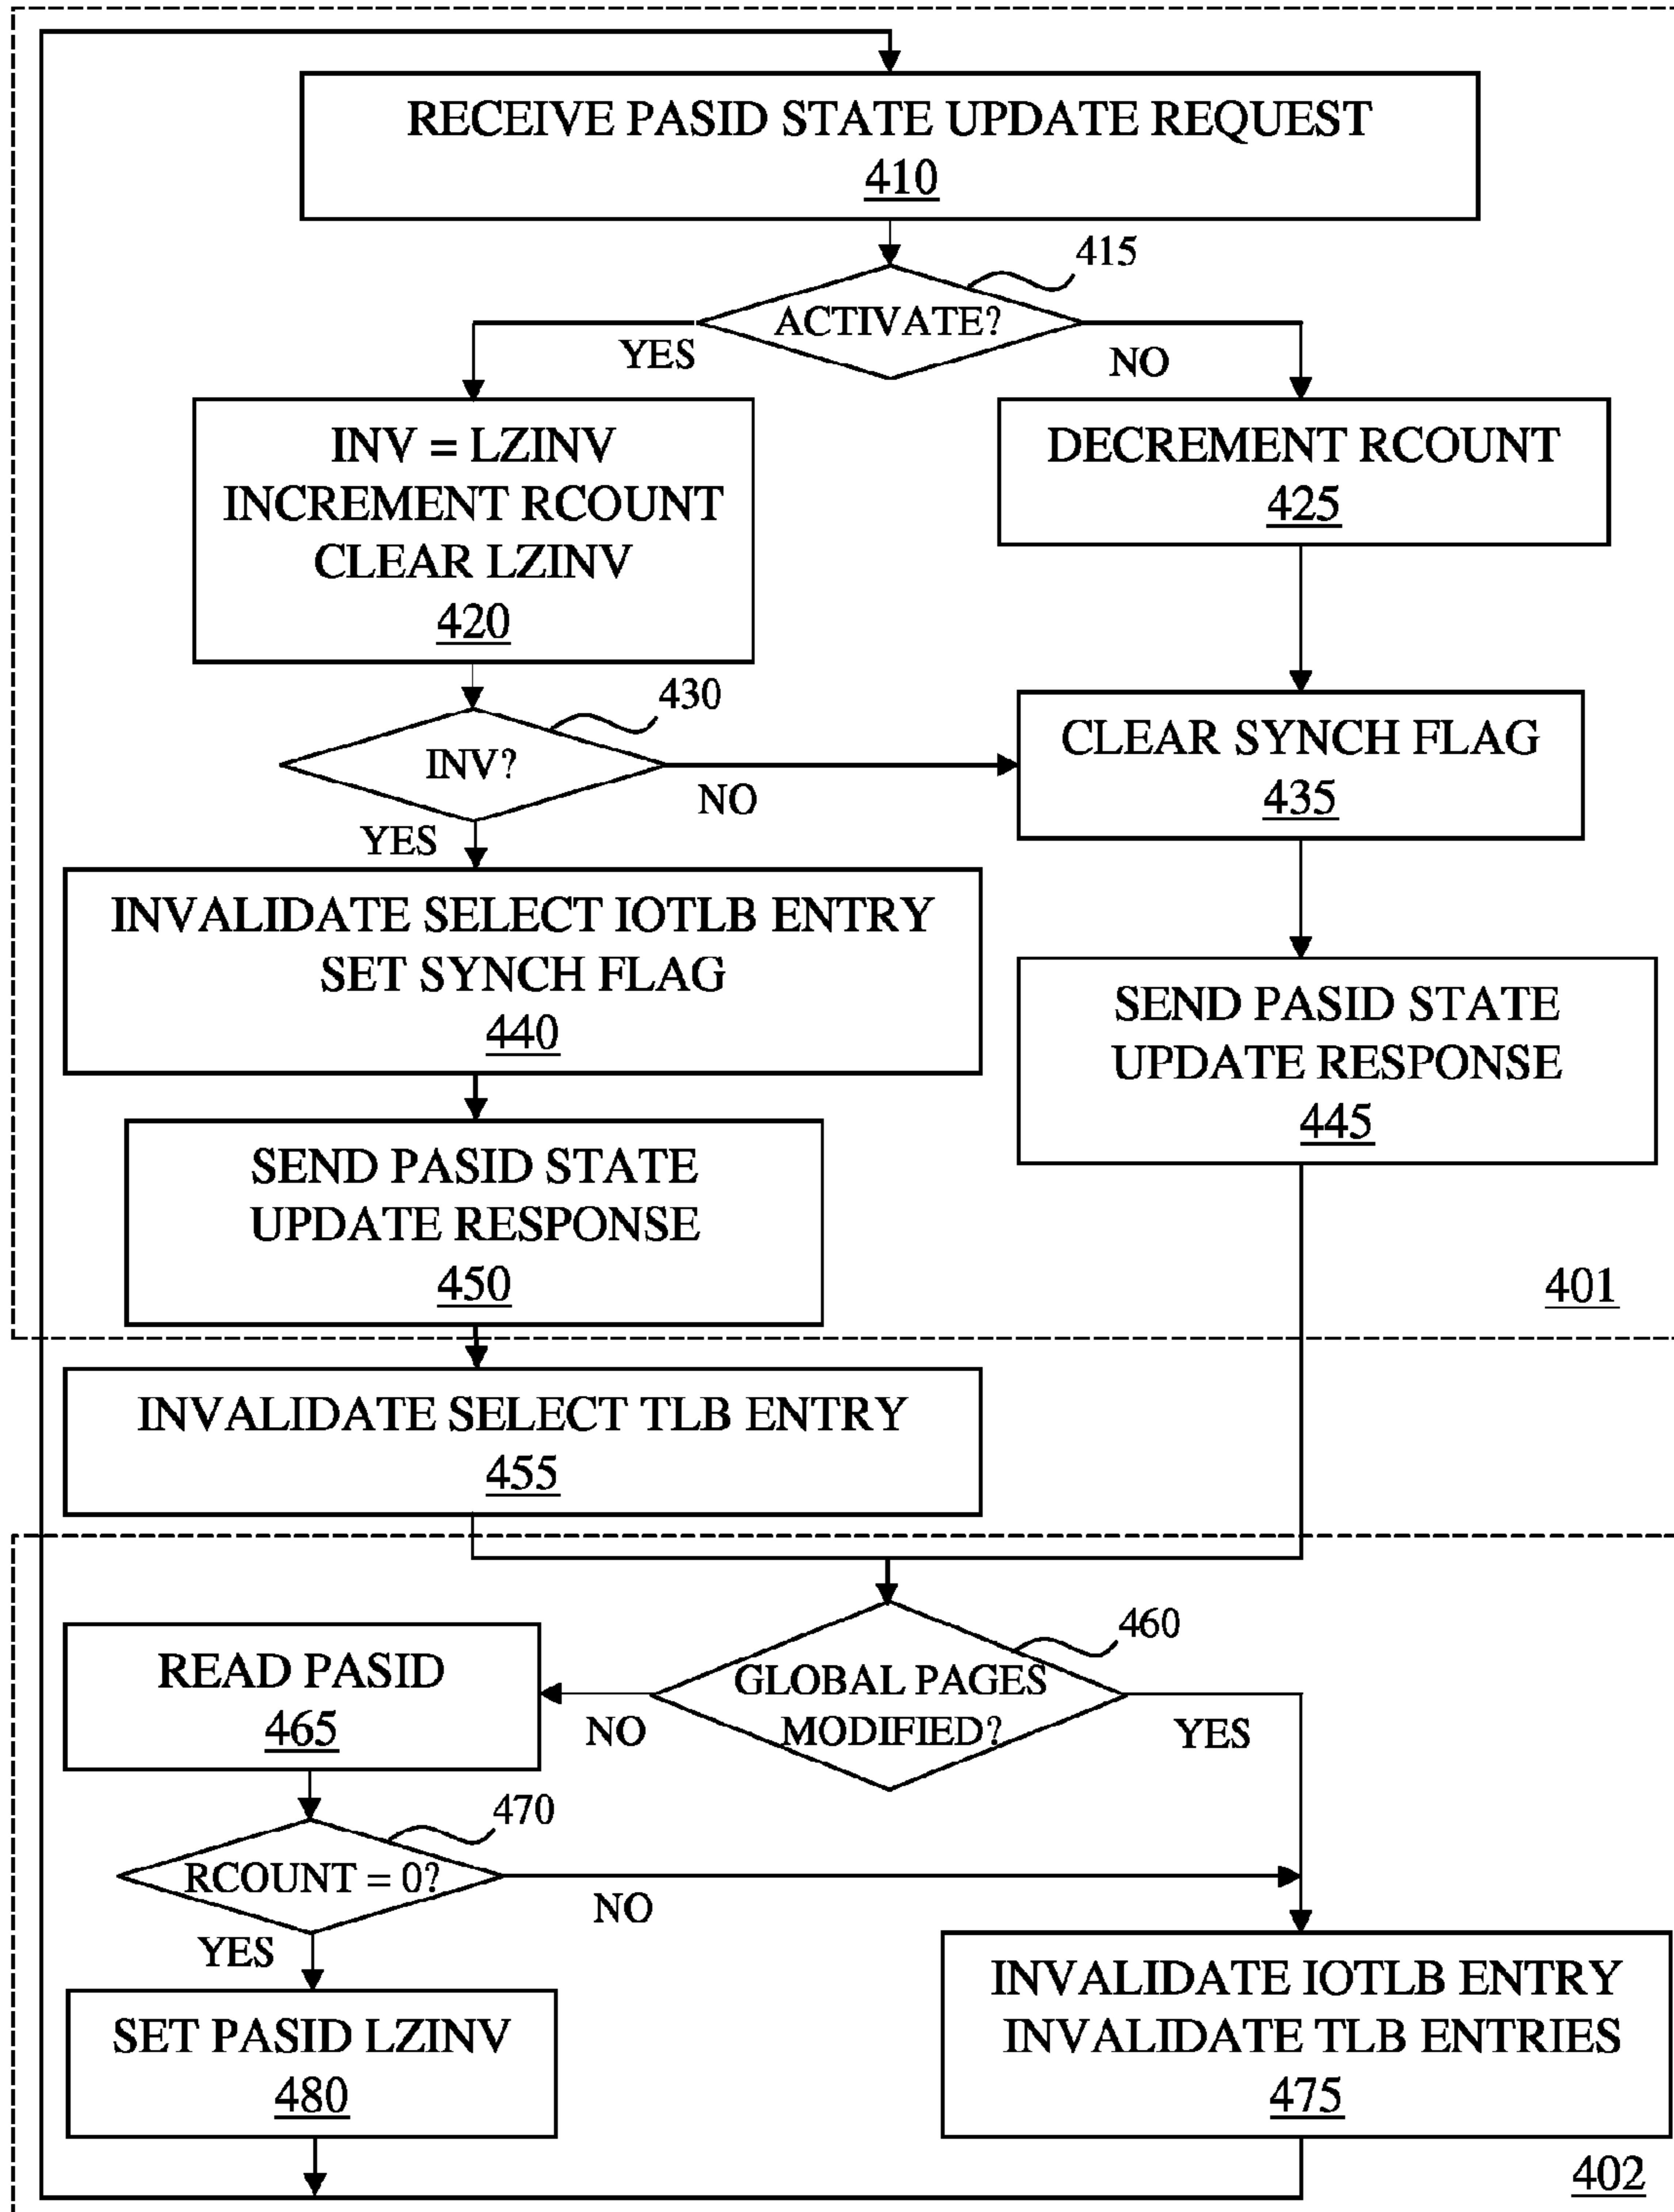 RECEIVE PASID STATE UPDATE REQUEST
410
415
ACTIVATE?
YES
NO
INV = LZINV
INCREMENT RCOUNT
CLEAR LZINV
420
DECREMENT RCOUNT
425
430
INV?
NO
YES
CLEAR SYNCH FLAG
435
INVALIDATE SELECT IOTLB ENTRY
SET SYNCH FLAG
440
SEND PASID STATE
UPDATE RESPONSE
445
SEND PASID STATE
UPDATE RESPONSE
450
401
INVALIDATE SELECT TLB ENTRY
455
460
GLOBAL PAGES
MODIFIED?
NO
YES
READ PASID
465
470
RCOUNT = 0?
NO
YES
INVALIDATE IOTLB ENTRY
INVALIDATE TLB ENTRIES
475
SET PASID LZINV
480
402